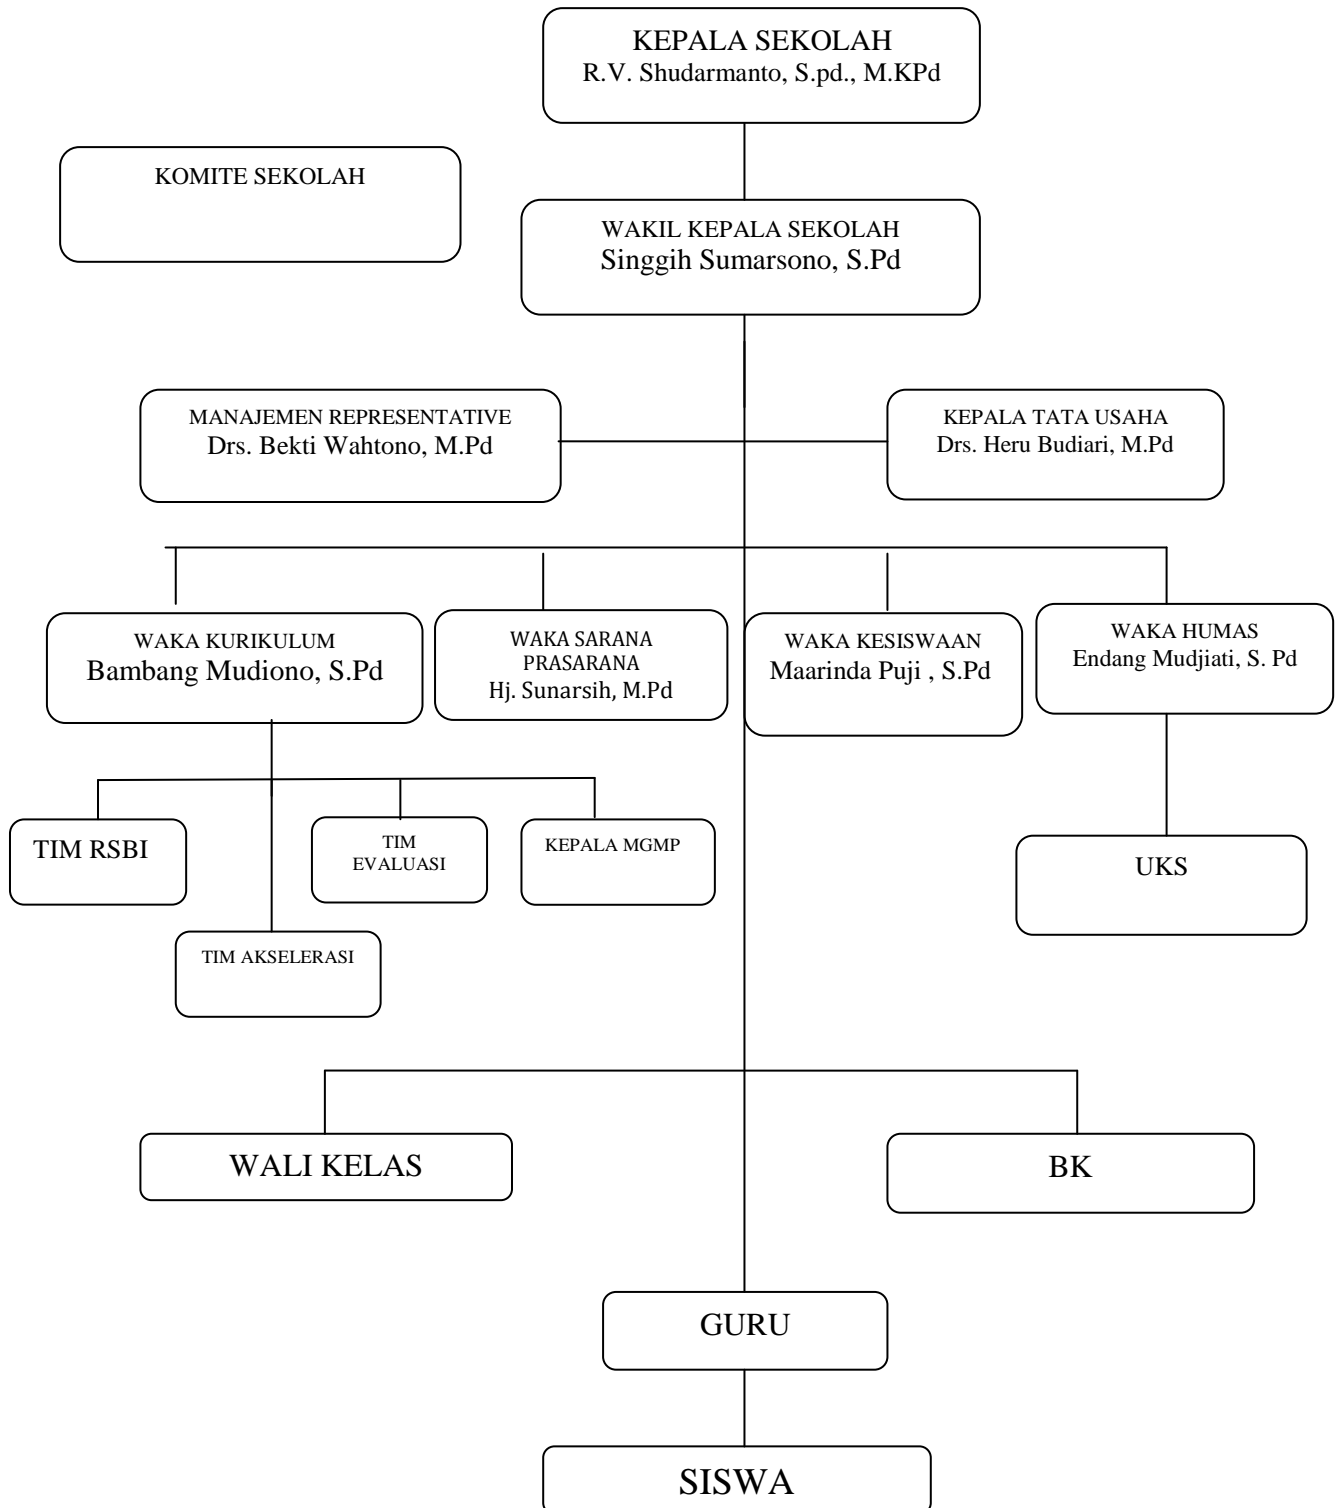 KEPALA SEKOLAH
R.V. Shudarmanto, S.pd., M.KPd
KOMITE SEKOLAH
WAKIL KEPALA SEKOLAH
Singgih Sumarsono, S.Pd
MANAJEMEN REPRESENTATIVE
Drs. Bekti Wahtono, M.Pd
KEPALA TATA USAHA
Drs. Heru Budiari, M.Pd
WAKA KURIKULUM
Bambang Mudiono, S.Pd
WAKA SARANA
PRASARANA
Hj. Sunarsih, M.Pd
WAKA KESISWAAN
Maarinda Puji , S.Pd
WAKA HUMAS
Endang Mudjiati, S. Pd
TIM RSBI
TIM
EVALUASI
KEPALA MGMP
UKS
TIM AKSELERASI
WALI KELAS
BK
GURU
SISWA